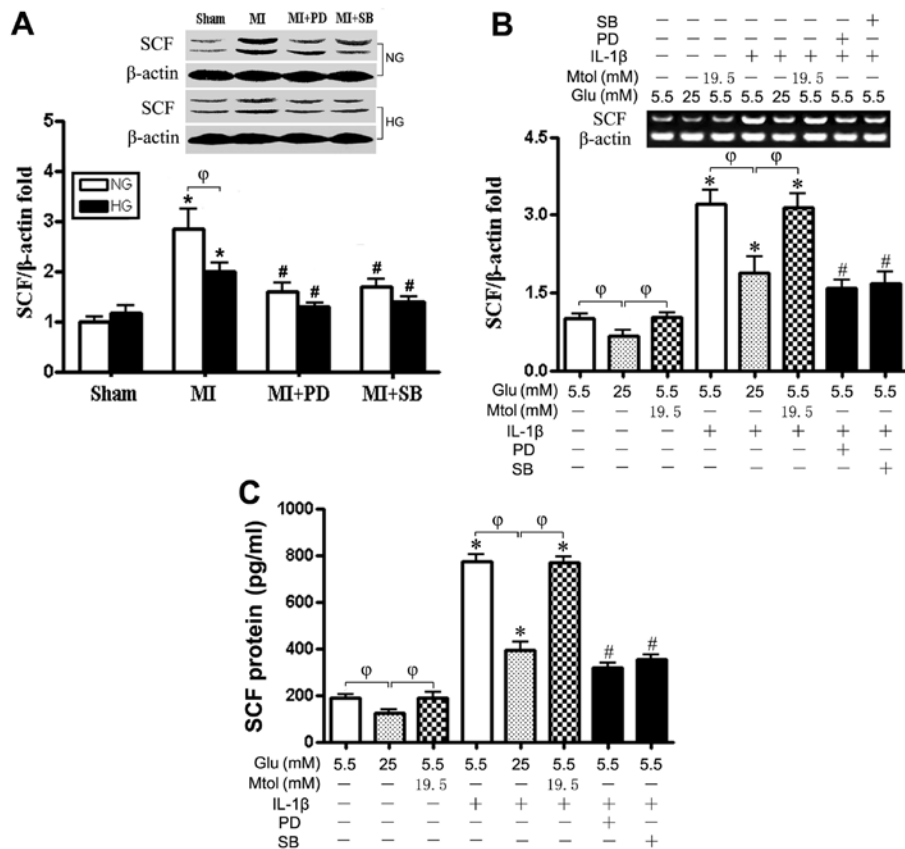 A
Sham MI MI+PD MI+SB
SCF
β-actin
NG
SCF
β-actin
HG
SCF/β-actin fold
5
4
3
2
1
0
NG
HG
φ
* * # # # #
Sham MI MI+PD MI+SB
B
SB − − − − − − − +
PD − − − − − − + −
IL-1β − − − + + + + +
Mtol (mM) − − 19.5 − − 19.5 − −
Glu (mM) 5.5 25 5.5 5.5 25 5.5 5.5 5.5
SCF
β-actin
SCF/β-actin fold
4.5
3.0
1.5
0.0
φ φ φ φ
* * * # #
Glu (mM) 5.5 25 5.5 5.5 25 5.5 5.5 5.5
Mtol (mM) − − 19.5 − − 19.5 − −
IL-1β − − − + + + + +
PD − − − − − − + −
SB − − − − − − − +
C
SCF protein (pg/ml)
1000
800
600
400
200
0
φ φ φ φ
* * * # #
Glu (mM) 5.5 25 5.5 5.5 25 5.5 5.5 5.5
Mtol (mM) − − 19.5 − − 19.5 − −
IL-1β − − − + + + + +
PD − − − − − − + −
SB − − − − − − − +